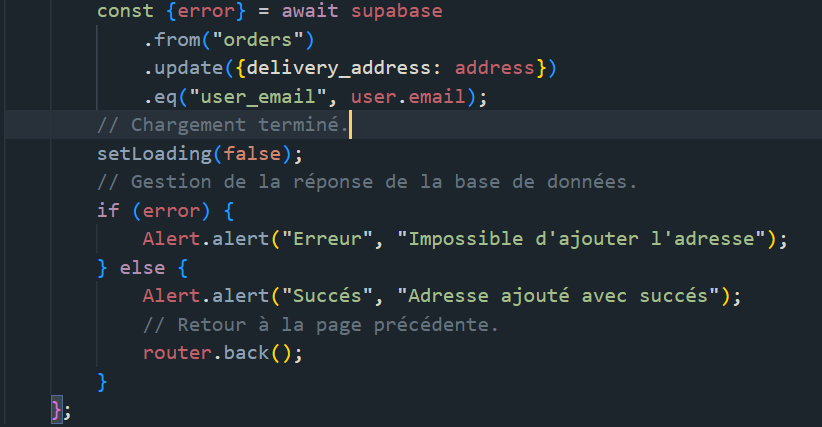 const {error} = await supabase
.from("orders")
.update({delivery_address: address})
.eq("user_email", user.email);
// Chargement terminé.
setLoading(false);
// Gestion de la réponse de la base de données.
if (error) {
Alert.alert("Erreur", "Impossible d'ajouter l'adresse");
} else {
Alert.alert("Succés", "Adresse ajouté avec succés");
// Retour à la page précédente.
router.back();
}
};